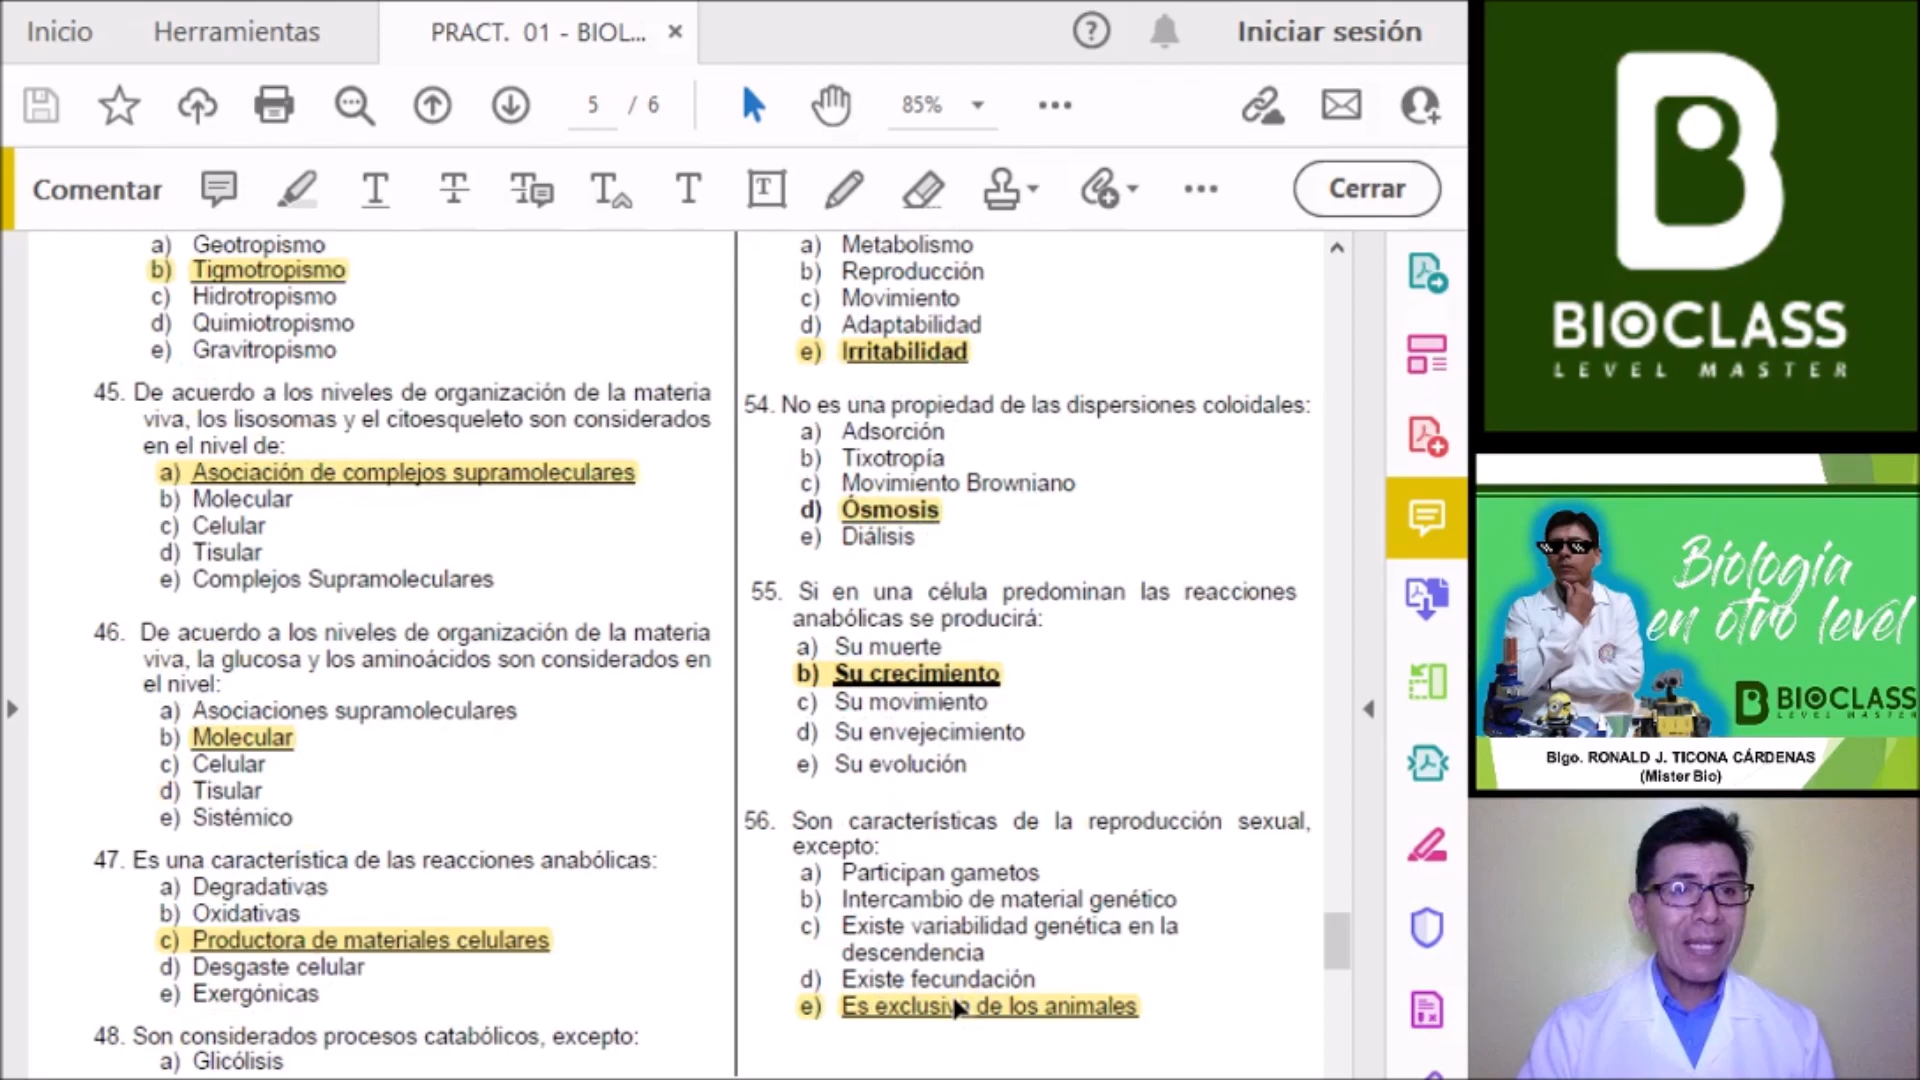 Inicio
Herramientas
PRACT. 01 - BIOL...
Iniciar sesión
5 / 6
85%
Comentar
Cerrar
a) Geotropismo
b) Tigmotropismo
c) Hidrotropismo
d) Quimiotropismo
e) Gravitropismo
45. De acuerdo a los niveles de organización de la materia
viva, los lisosomas y el citoesqueleto son considerados
en el nivel de:
a) Asociación de complejos supramoleculares
b) Molecular
c) Celular
d) Tisular
e) Complejos Supramoleculares
46. De acuerdo a los niveles de organización de la materia
viva, la glucosa y los aminoácidos son considerados en
el nivel:
a) Asociaciones supramoleculares
b) Molecular
c) Celular
d) Tisular
e) Sistémico
47. Es una característica de las reacciones anabólicas:
a) Degradativas
b) Oxidativas
c) Productora de materiales celulares
d) Desgaste celular
e) Exergónicas
48. Son considerados procesos catabólicos, excepto:
a) Glicólisis
a) Metabolismo
b) Reproducción
c) Movimiento
d) Adaptabilidad
e) Irritabilidad
54. No es una propiedad de las dispersiones coloidales:
a) Adsorción
b) Tixotropía
c) Movimiento Browniano
d) Ósmosis
e) Diálisis
55. Si en una célula predominan las reacciones
anabólicas se producirá:
a) Su muerte
b) Su crecimiento
c) Su movimiento
d) Su envejecimiento
e) Su evolución
56. Son características de la reproducción sexual,
excepto:
a) Participan gametos
b) Intercambio de material genético
c) Existe variabilidad genética en la
descendencia
d) Existe fecundación
e) Es exclusivo de los animales
BIOCLASS
LEVEL MASTER
Biología
en otro level
BIOCLASS
LEVEL MASTER
Blgo. RONALD J. TICONA CÁRDENAS
(Mister Bio)